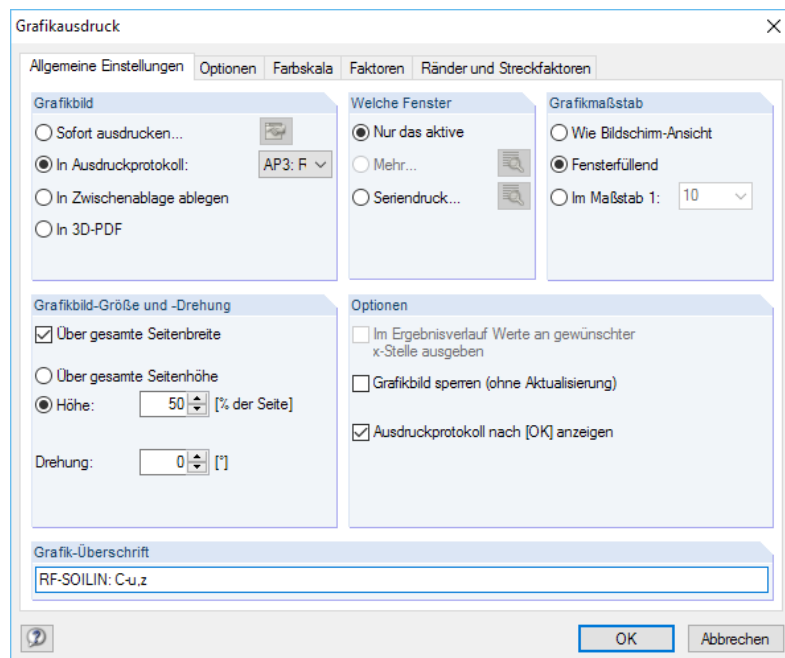 Grafikausdruck
Allgemeine Einstellungen
Optionen
Farbskala
Faktoren
Ränder und Streckfaktoren
Grafikbild
Sofort ausdrucken...
In Ausdruckprotokoll:
AP3: F
In Zwischenablage ablegen
In 3D-PDF
Welche Fenster
Nur das aktive
Mehr...
Seriendruck...
Grafikmaßstab
Wie Bildschirm-Ansicht
Fensterfüllend
Im Maßstab 1:
10
Grafikbild-Größe und -Drehung
Über gesamte Seitenbreite
Über gesamte Seitenhöhe
Höhe:
50
[% der Seite]
Drehung:
0
[°]
Optionen
Im Ergebnisverlauf Werte an gewünschter
x-Stelle ausgeben
Grafikbild sperren (ohne Aktualisierung)
Ausdruckprotokoll nach [OK] anzeigen
Grafik-Überschrift
RF-SOILIN: C-u,z
OK
Abbrechen